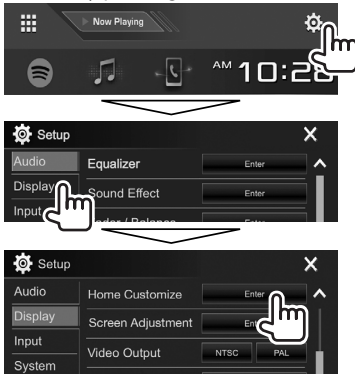 Now Playing
AM 10:28
Setup
Audio
Equalizer
Enter
Display
Sound Effect
Enter
Input
Setup
Audio
Home Customize
Enter
Display
Screen Adjustment
Input
Video Output
NTSC
PAL
System